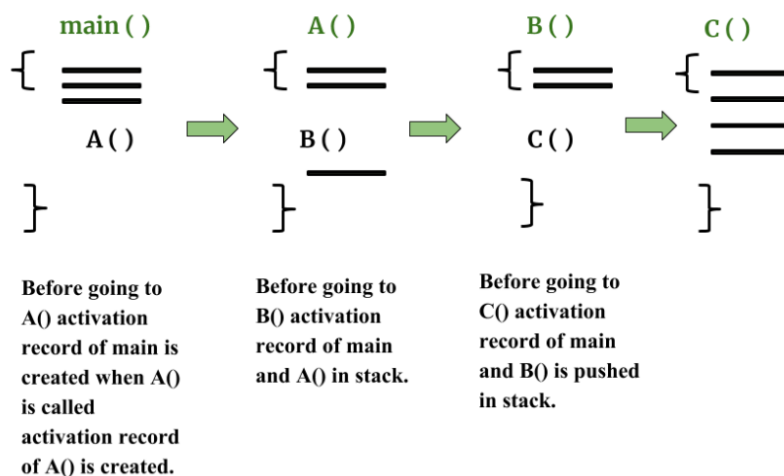 main ( )
{
A ( )
}
A ( )
{
B ( )
}
B ( )
{
C ( )
}
C ( )
{
}
Before going to
A() activation
record of main is
created when A()
is called
activation record
of A() is created.
Before going to
B() activation
record of main
and A() in stack.
Before going to
C() activation
record of main
and B() is pushed
in stack.